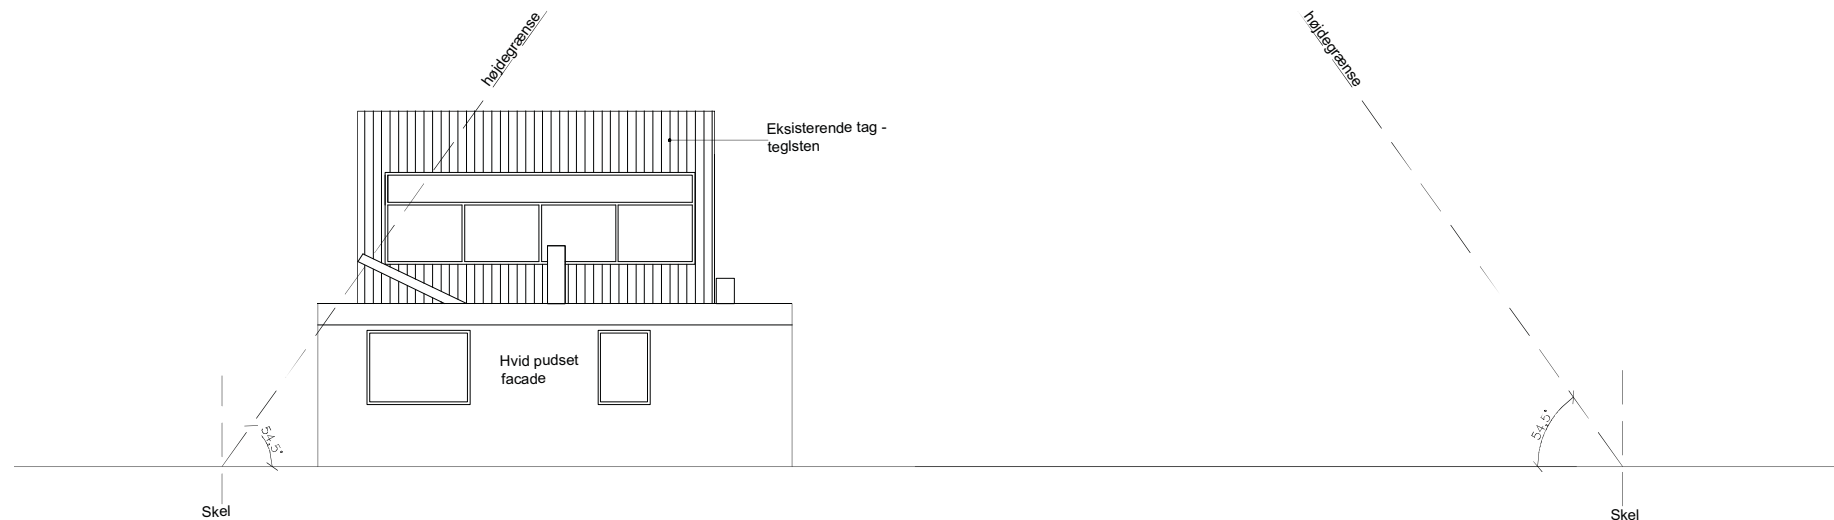 højdegrænse
højdegrænse
Eksisterende tag -
teglsten
Hvid pudset
facade
54,5°
54,5°
Skel
Skel